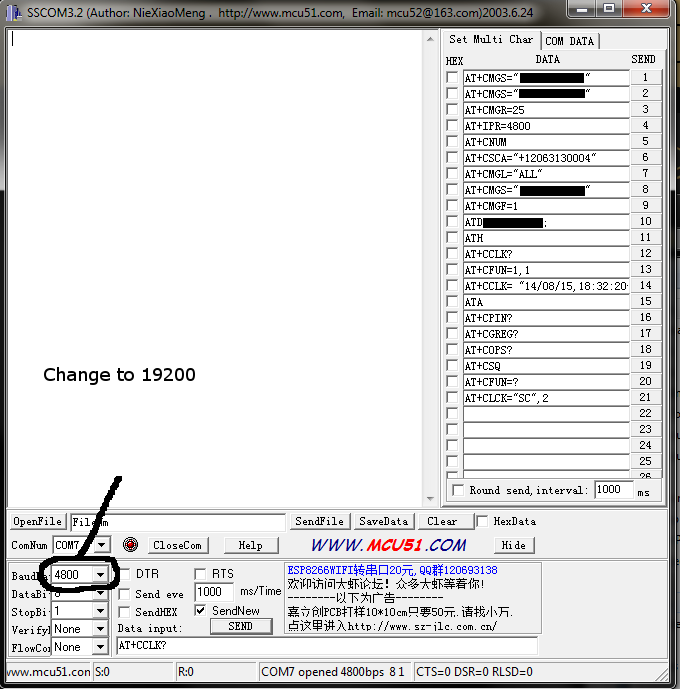 SSCOM3.2 (Author: NieXiaoMeng .  http://www.mcu51.com,  Email: mcu52@163.com)2003.6.24
Set Multi Char COM DATA
HEX DATA SEND
AT+CMGS=" " 1
AT+CMGS=" " 2
AT+CMGR=25 3
AT+IPR=4800 4
AT+CNUM 5
AT+CSCA="+12063130004" 6
AT+CMGL="ALL" 7
AT+CMGS=" " 8
AT+CMGF=1 9
ATD ; 10
ATH 11
AT+CCLK? 12
AT+CFUN=1,1 13
AT+CCLK= "14/08/15,18:32:20 14
ATA 15
AT+CPIN? 16
AT+CGREG? 17
AT+COPS? 18
AT+CSQ 19
AT+CFUN=? 20
AT+CLCK="SC",2 21
22
23
24
25
26
Change to 19200
Round send,interval: 1000 ms
OpenFile FileNm SendFile SaveData Clear HexData
ComNum COM7 CloseCom Help WWW.MCU51.COM Hide
4800 DTR RTS
DataBi Send eve 1000 ms/Time
StopBi 1 SendHEX SendNew
Verify None Data input: SEND
FlowCon None AT+CCLK?
ESP8266WIFI转串口20元,QQ群120693138
欢迎访问大虾论坛！众多大虾等着你!
--------以下为广告--------
嘉立创PCB打样10*10cm只要50元.请找小万.
点这里进入http://www.sz-jlc.com.cn/
www.mcu51.con S:0 R:0 COM7 opened 4800bps  8 1 CTS=0 DSR=0 RLSD=0